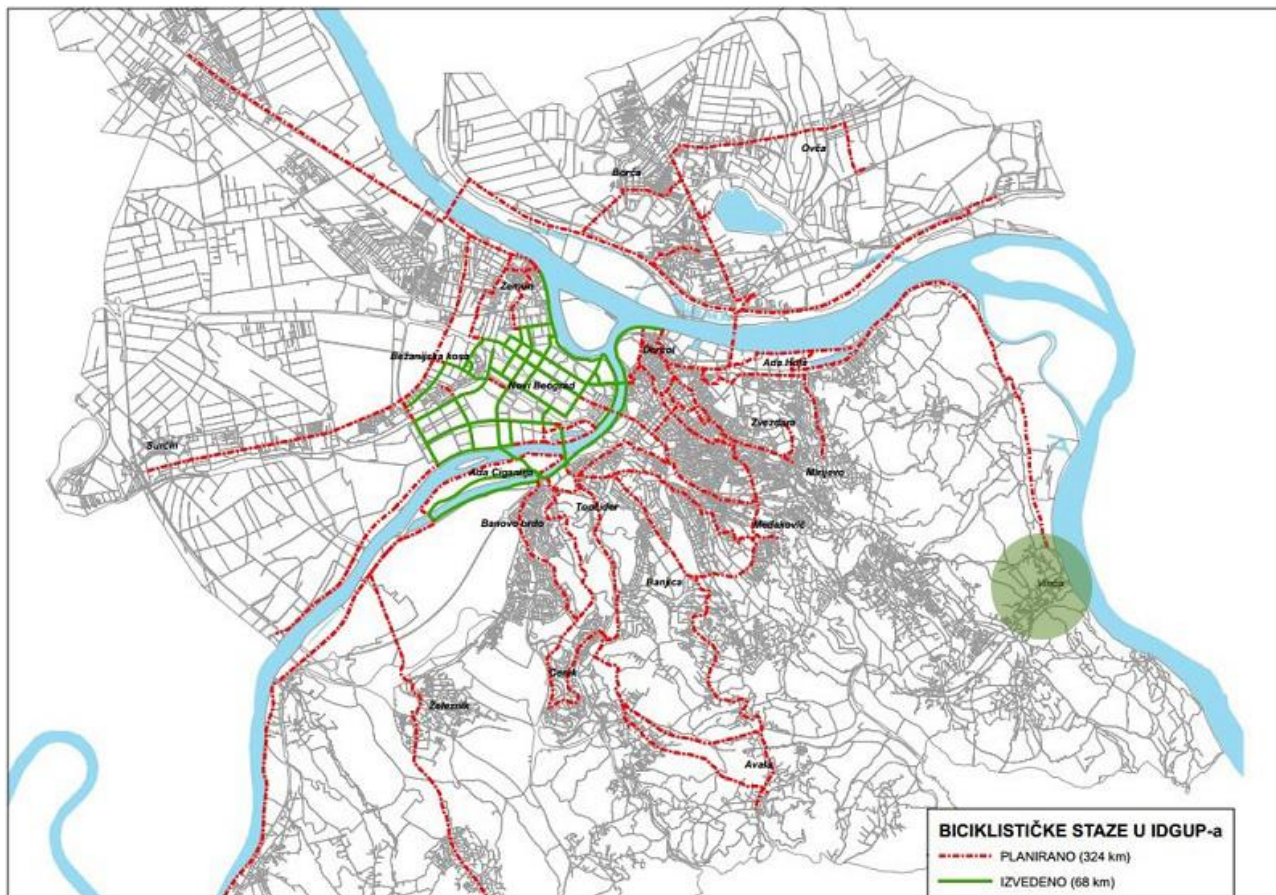 Ovča
Borča
Zemun
Bežanijska kosa
Dorćol
Ada Huja
Novi Beograd
Zvezdara
Surčin
Ada Ciganlija
Mirijevo
Banovo brdo
Topčider
Medaković
Banjica
Vinča
Cerak
Železnik
Avala
BICIKLISTIČKE STAZE U IDGUP-a
PLANIRANO (324 km)
IZVEDENO (68 km)